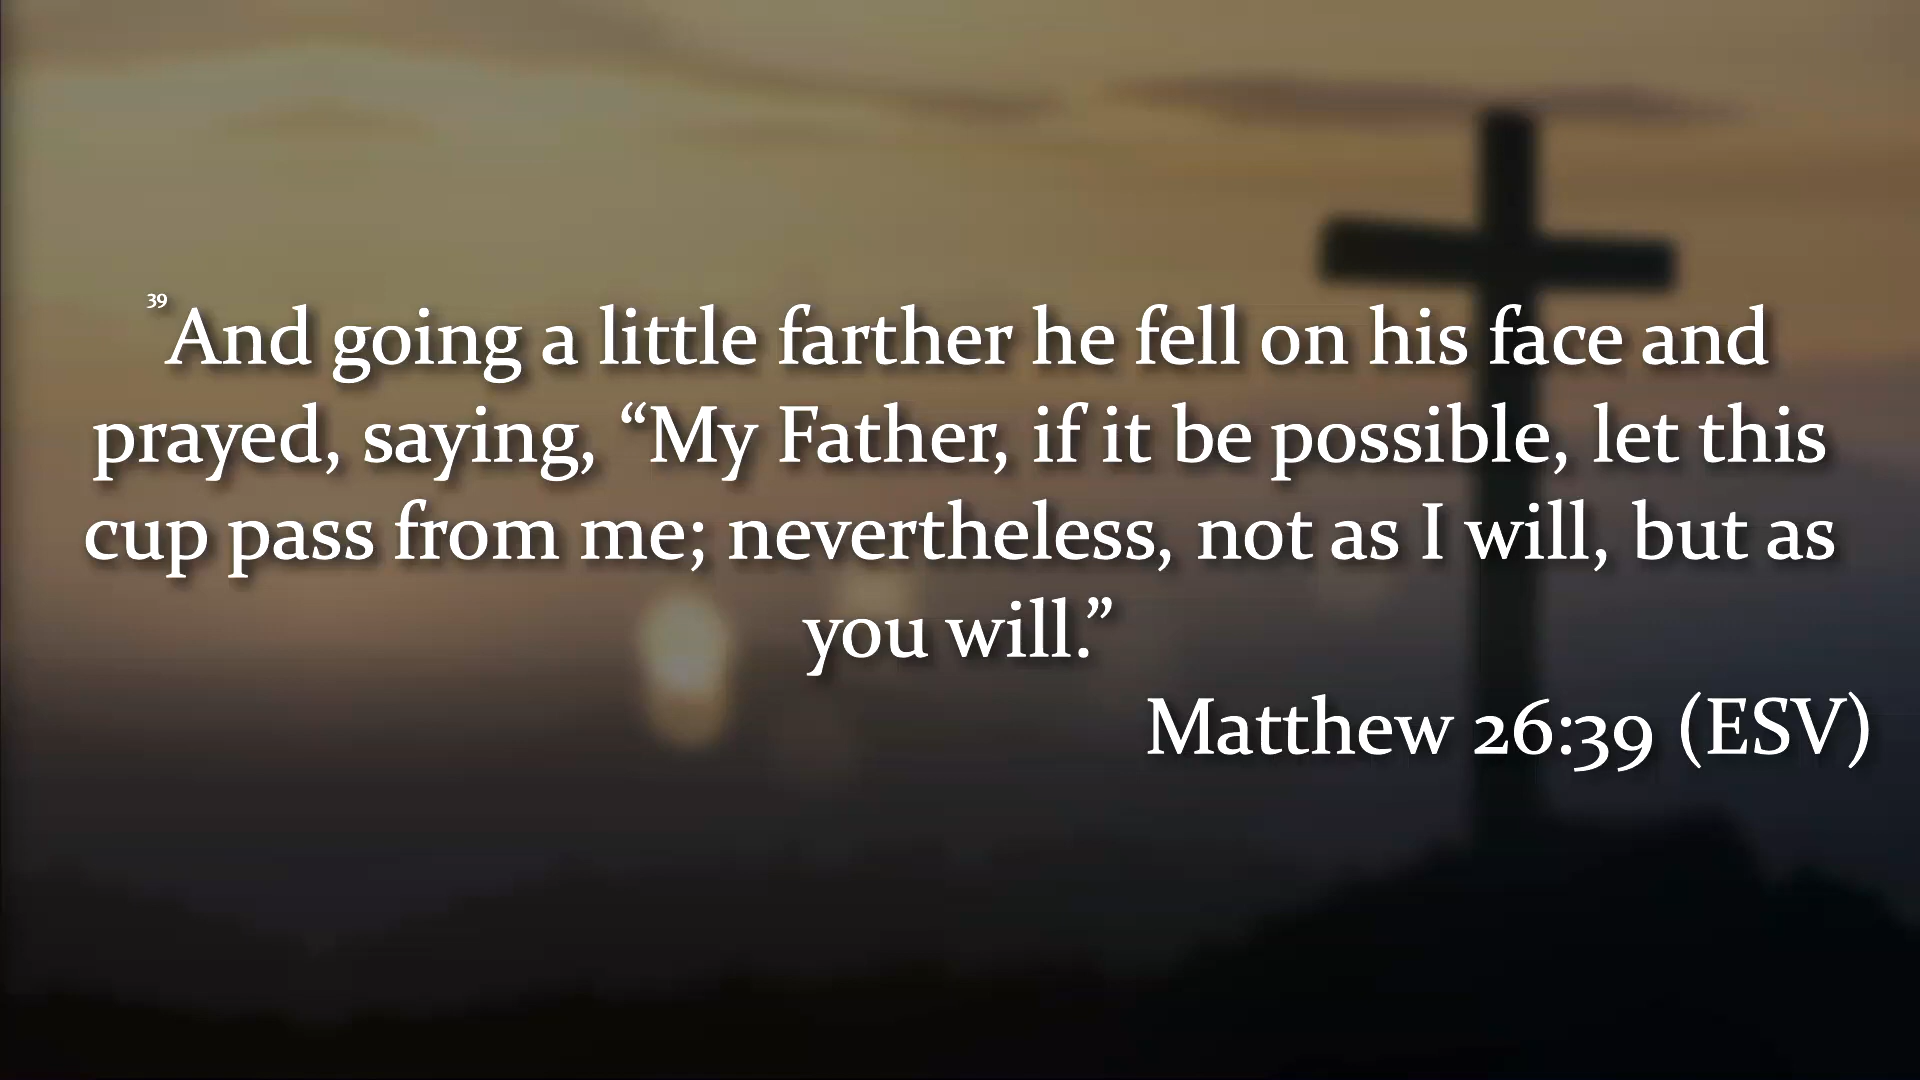 39And going a little farther he fell on his face and
prayed, saying, “My Father, if it be possible, let this
cup pass from me; nevertheless, not as I will, but as
you will.”
Matthew 26:39 (ESV)